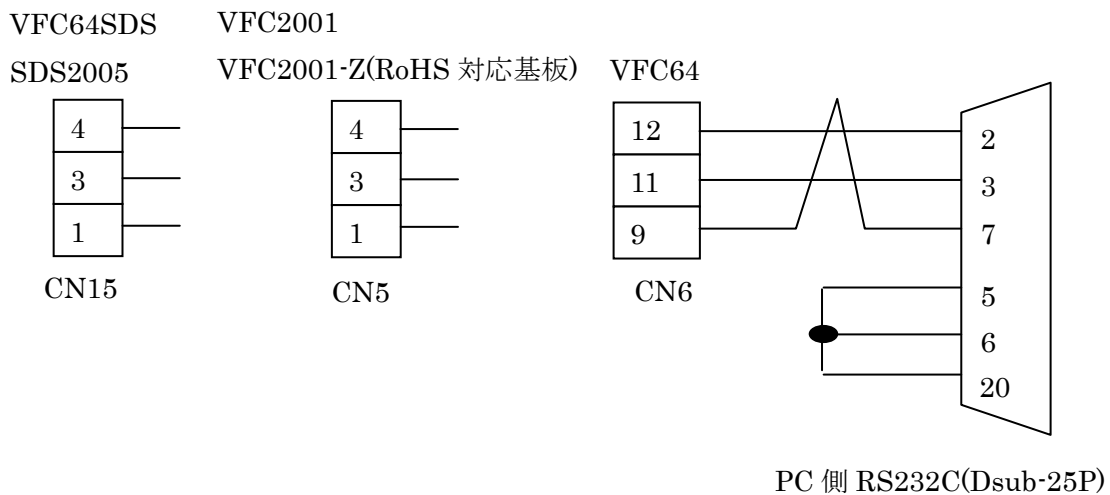 VFC64SDS VFC2001
SDS2005 VFC2001-Z(RoHS 対応基板) VFC64
4 4 12 2
3 3 11 3
1 1 9 7
CN15 CN5 CN6 5
6
20
PC 側 RS232C(Dsub-25P)